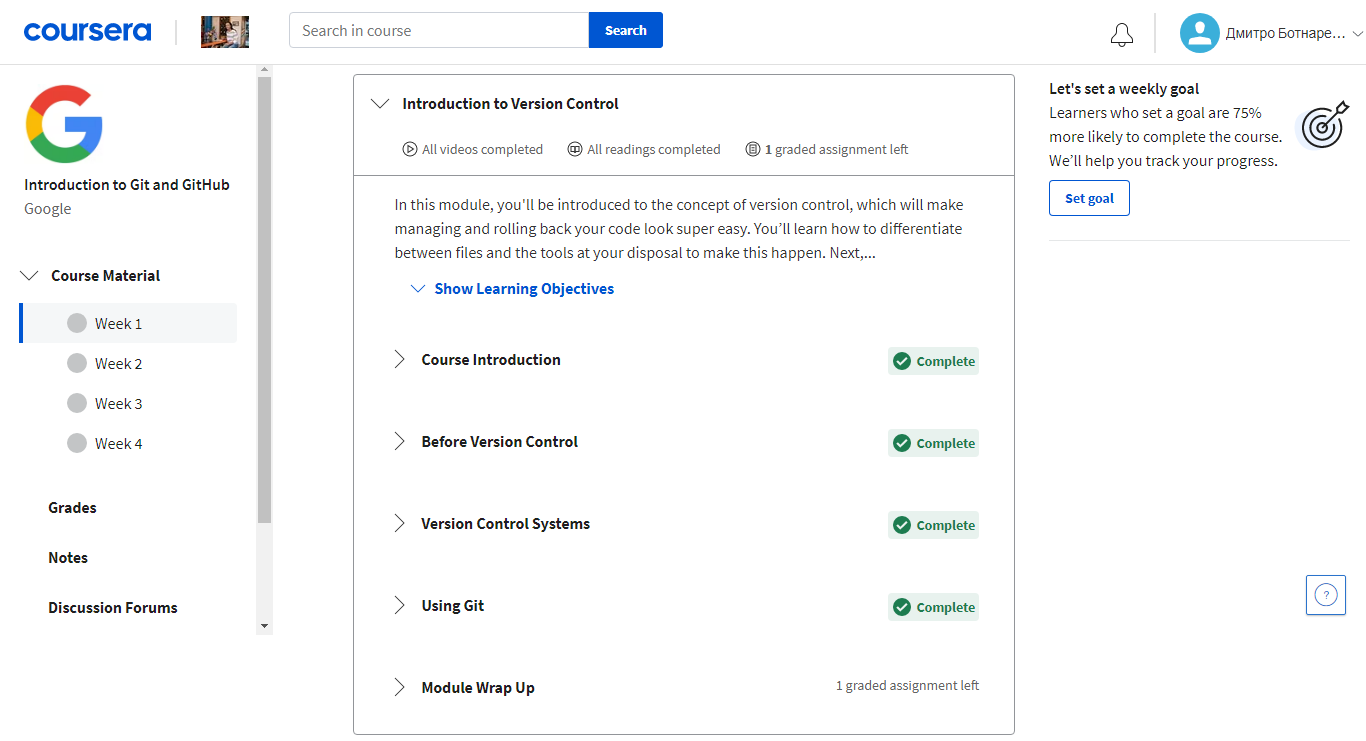 coursera
Search in course
Search
Дмитро Ботнаре...
Introduction to Git and GitHub
Google
Course Material
Week 1
Week 2
Week 3
Week 4
Grades
Notes
Discussion Forums
Introduction to Version Control
All videos completed
All readings completed
1 graded assignment left
In this module, you'll be introduced to the concept of version control, which will make
managing and rolling back your code look super easy. You’ll learn how to differentiate
between files and the tools at your disposal to make this happen. Next,...
Show Learning Objectives
Course Introduction
Complete
Before Version Control
Complete
Version Control Systems
Complete
Using Git
Complete
Module Wrap Up
1 graded assignment left
Let's set a weekly goal
Learners who set a goal are 75%
more likely to complete the course.
We’ll help you track your progress.
Set goal
?